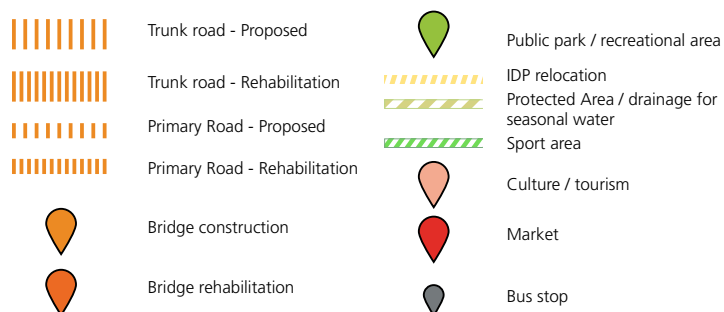 Trunk road - Proposed
Trunk road - Rehabilitation
Primary Road - Proposed
Primary Road - Rehabilitation
Bridge construction
Bridge rehabilitation
Public park / recreational area
IDP relocation
Protected Area / drainage for
seasonal water
Sport area
Culture / tourism
Market
Bus stop